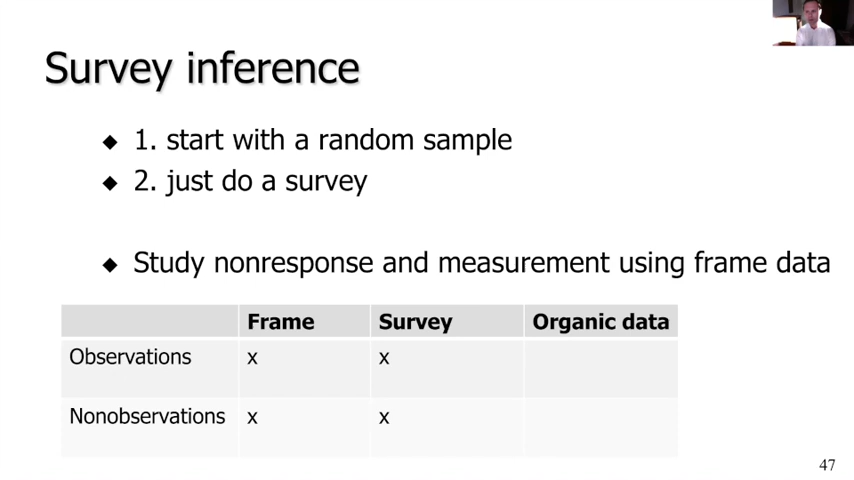 Survey inference
◆ 1. start with a random sample
◆ 2. just do a survey
◆ Study nonresponse and measurement using frame data
Frame Survey Organic data
Observations x x
Nonobservations x x
47